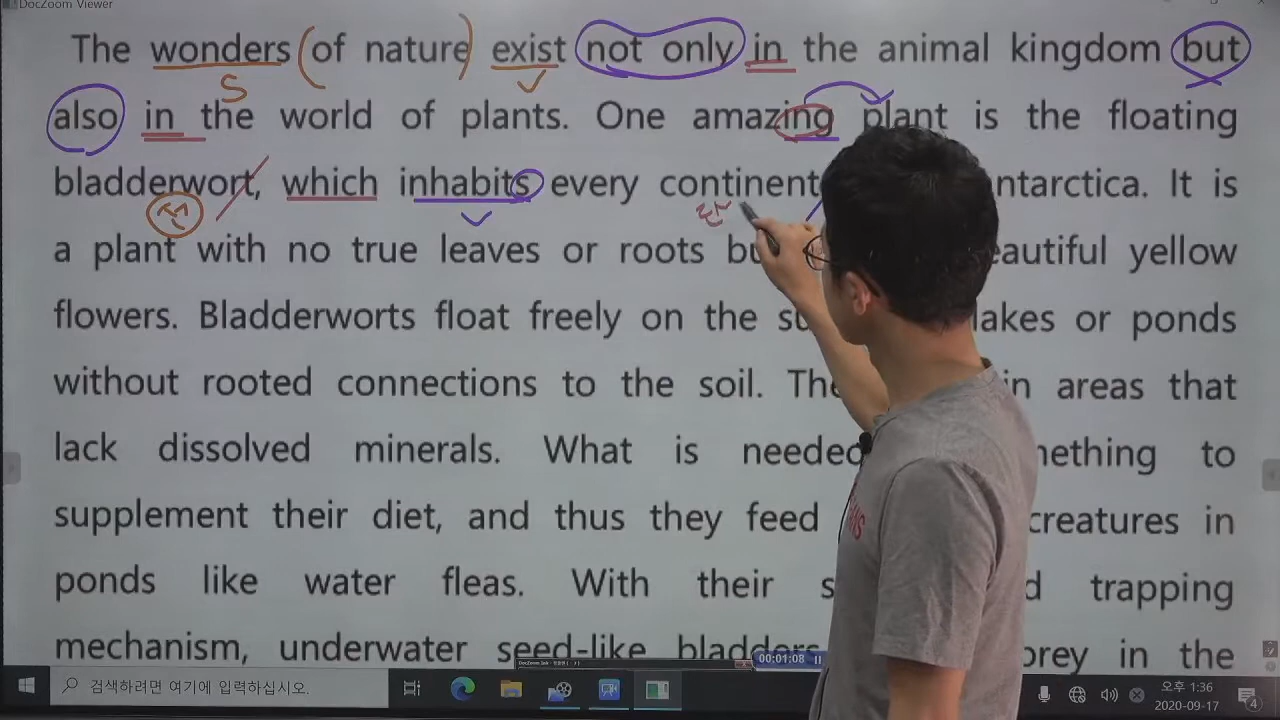 DocZoom Viewer
The wonders (of nature) exist not only in the animal kingdom but
S
also in the world of plants. One amazing plant is the floating
bladderwort, which inhabits every continent ntarctica. It is
선 단
a plant with no true leaves or roots eautiful yellow
flowers. Bladderworts float freely on the lakes or ponds
without rooted connections to the soil. in areas that
lack dissolved minerals. What is needed to
supplement their diet, and thus they feed creatures in
ponds like water fleas. With their trapping
mechanism, underwater seed-like bladders prey in the
00:01:08
검색하려면 여기에 입력하십시오.
오후 1:36
2020-09-17
4